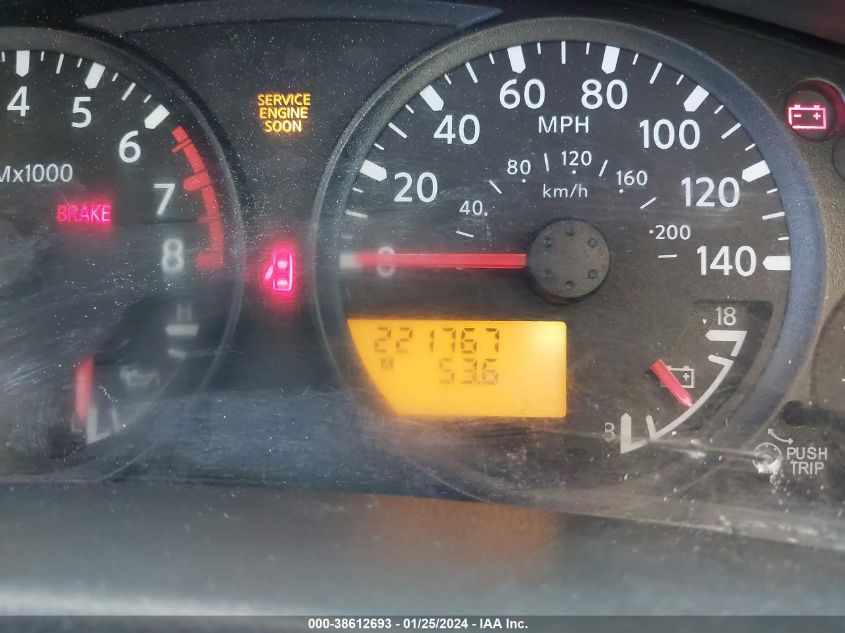 4 5 6 7 8
Mx1000
BRAKE
SERVICE
ENGINE
SOON
0 20 40 60 80 100 120 140
MPH
40 80 120 160 200
km/h
221767
M 53.6
18
8
PUSH
TRIP
000-38612693 - 01/25/2024 - IAA Inc.